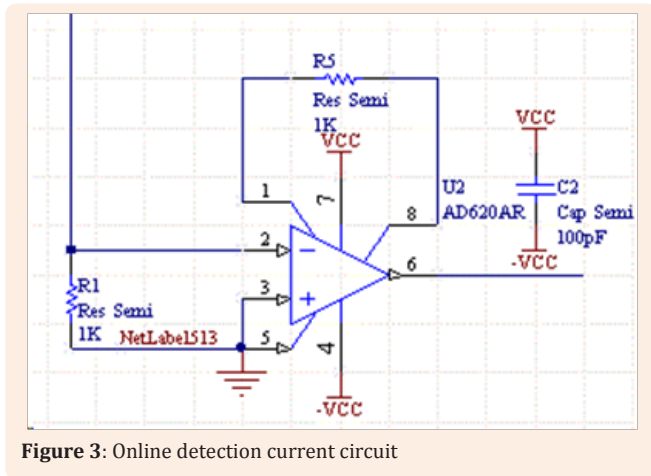 R5
Res Semi
1K
VCC
VCC
1
7
U2
AD620AR
C2
Cap Semi
100pF
8
2
-
6
-VCC
R1
Res Semi
1K
3
+
NetLabel513
5
4
-VCC
Figure 3: Online detection current circuit